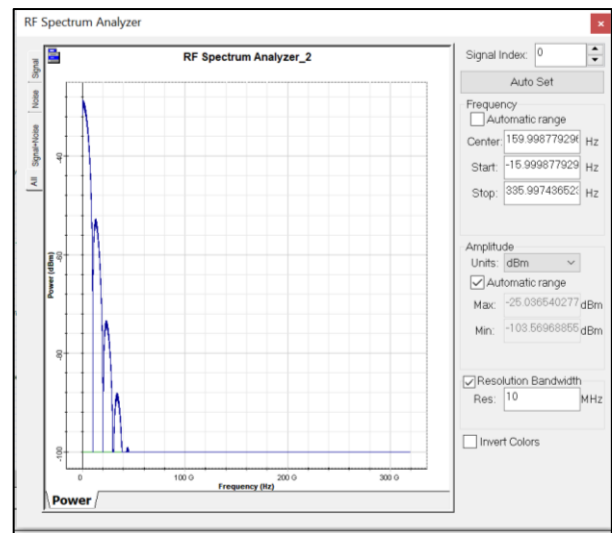 RF Spectrum Analyzer
×
RF Spectrum Analyzer_2
Signal
Noise
Signal+Noise
All
Power (dBm)
-40
-60
-80
-100
0
100 G
200 G
300 G
Frequency (Hz)
Power
Signal Index: 0
Auto Set
Frequency
Automatic range
Center: 159.99877929 Hz
Start: -15.999877929 Hz
Stop: 335.99743652 Hz
Amplitude
Units: dBm
Automatic range
Max: -25.036540277 dBm
Min: -103.56968855 dBm
Resolution Bandwidth
Res: 10 MHz
Invert Colors